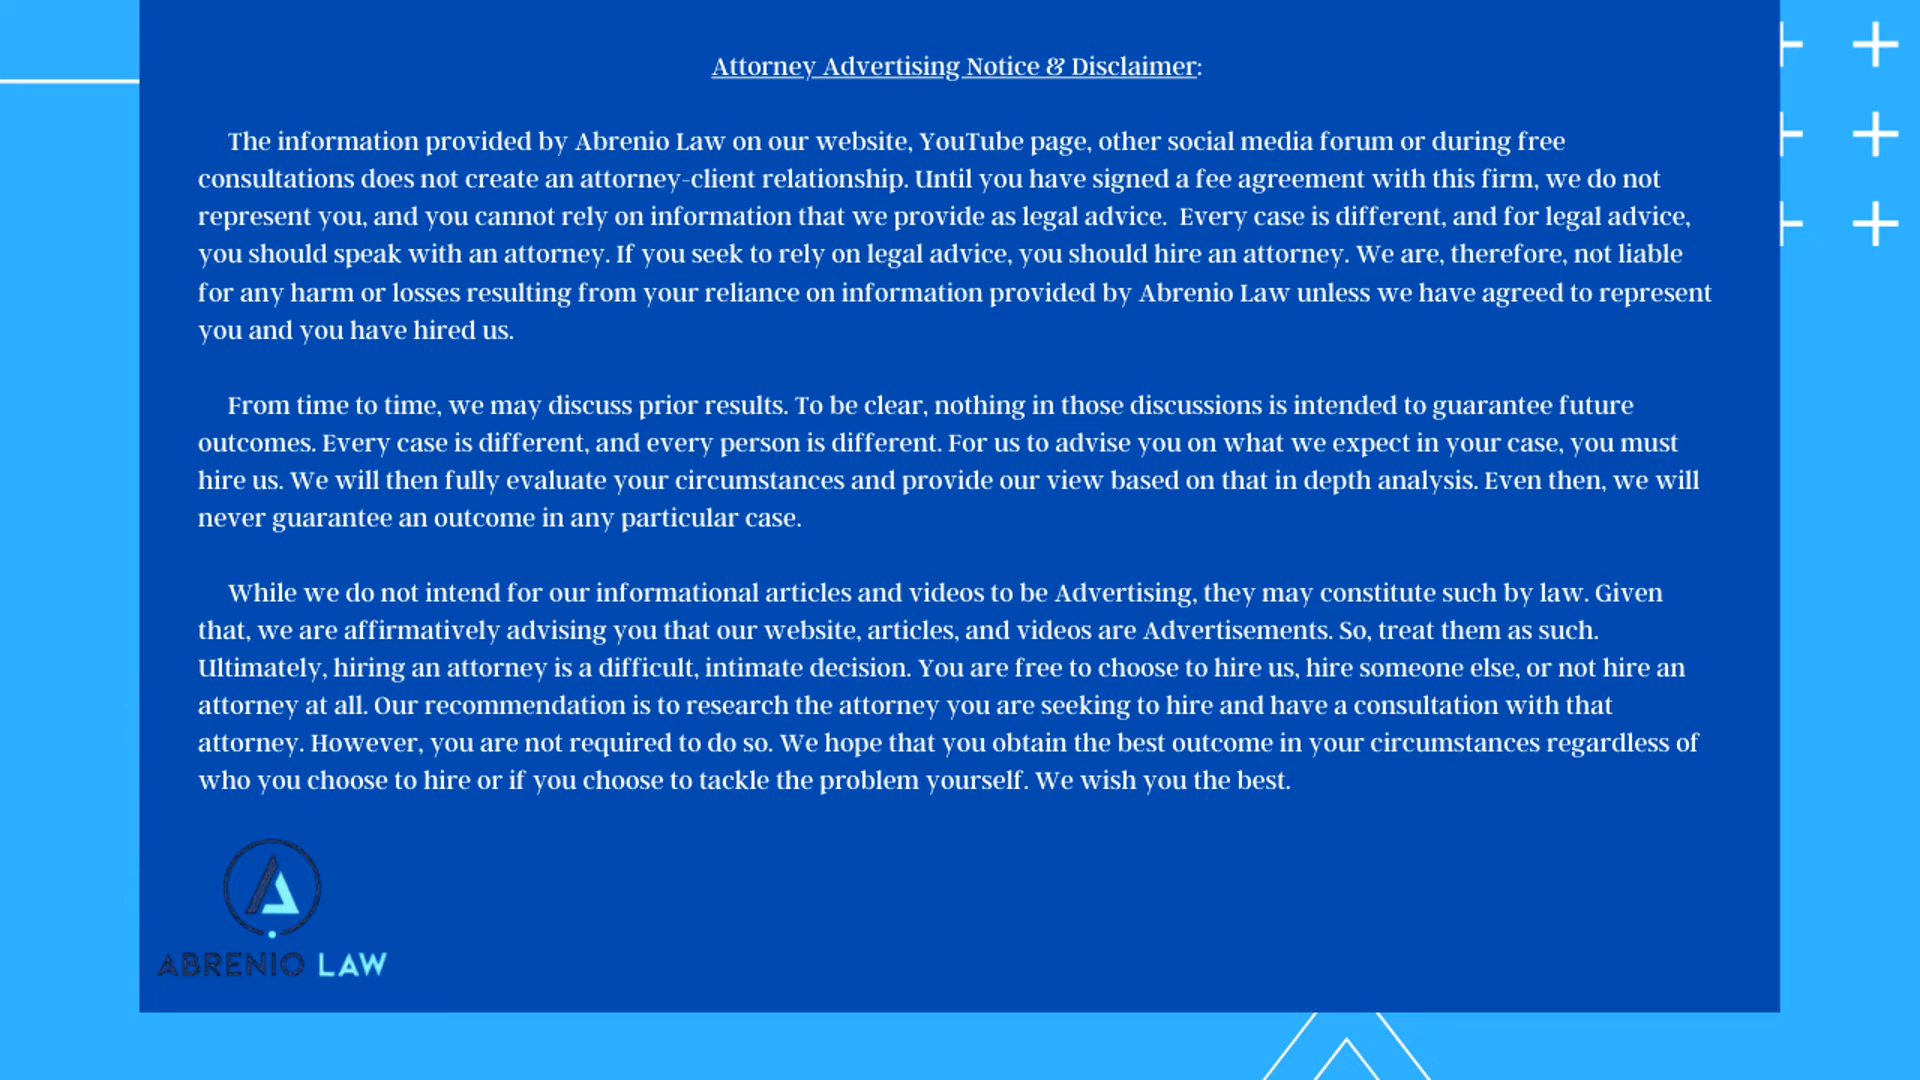 Attorney Advertising Notice & Disclaimer:
The information provided by Abrenio Law on our website, YouTube page, other social media forum or during free
consultations does not create an attorney-client relationship. Until you have signed a fee agreement with this firm, we do not
represent you, and you cannot rely on information that we provide as legal advice. Every case is different, and for legal advice,
you should speak with an attorney. If you seek to rely on legal advice, you should hire an attorney. We are, therefore, not liable
for any harm or losses resulting from your reliance on information provided by Abrenio Law unless we have agreed to represent
you and you have hired us.
From time to time, we may discuss prior results. To be clear, nothing in those discussions is intended to guarantee future
outcomes. Every case is different, and every person is different. For us to advise you on what we expect in your case, you must
hire us. We will then fully evaluate your circumstances and provide our view based on that in depth analysis. Even then, we will
never guarantee an outcome in any particular case.
While we do not intend for our informational articles and videos to be Advertising, they may constitute such by law. Given
that, we are affirmatively advising you that our website, articles, and videos are Advertisements. So, treat them as such.
Ultimately, hiring an attorney is a difficult, intimate decision. You are free to choose to hire us, hire someone else, or not hire an
attorney at all. Our recommendation is to research the attorney you are seeking to hire and have a consultation with that
attorney. However, you are not required to do so. We hope that you obtain the best outcome in your circumstances regardless of
who you choose to hire or if you choose to tackle the problem yourself. We wish you the best.
ABRENIO LAW